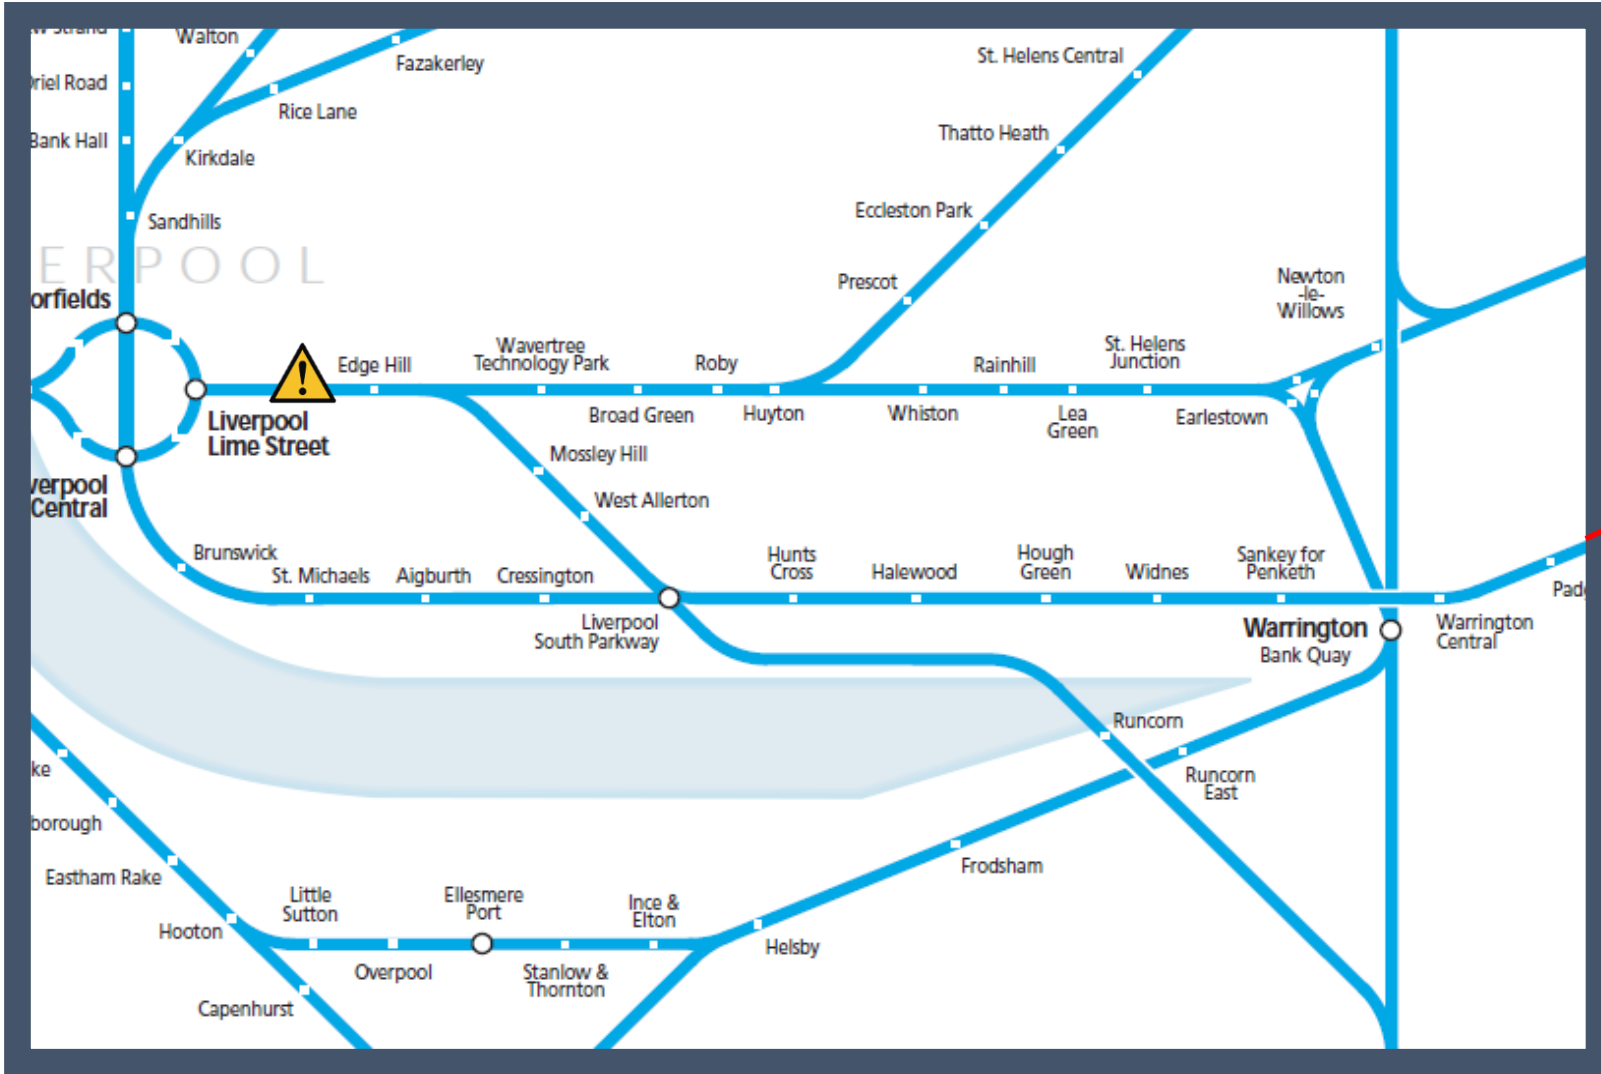 Walton
Fazakerley
St. Helens Central
Oriel Road
Rice Lane
Thatto Heath
Bank Hall
Kirkdale
Eccleston Park
Sandhills
ERPOOL
Prescot
Newton
-le-
Willows
orfields
Edge Hill
Wavertree
Technology Park
Roby
Rainhill
St. Helens
Junction
Liverpool
Lime Street
Broad Green
Huyton
Whiston
Lea
Green
Earlestown
Mossley Hill
verpool
Central
West Allerton
Brunswick
St. Michaels
Aigburth
Cressington
Hunts
Cross
Halewood
Hough
Green
Widnes
Sankey for
Penketh
Liverpool
South Parkway
Warrington
Bank Quay
Warrington
Central
Runcorn
Runcorn
East
ke
borough
Eastham Rake
Frodsham
Little
Sutton
Ellesmere
Port
Ince &
Elton
Hooton
Helsby
Overpool
Stanlow &
Thornton
Capenhurst